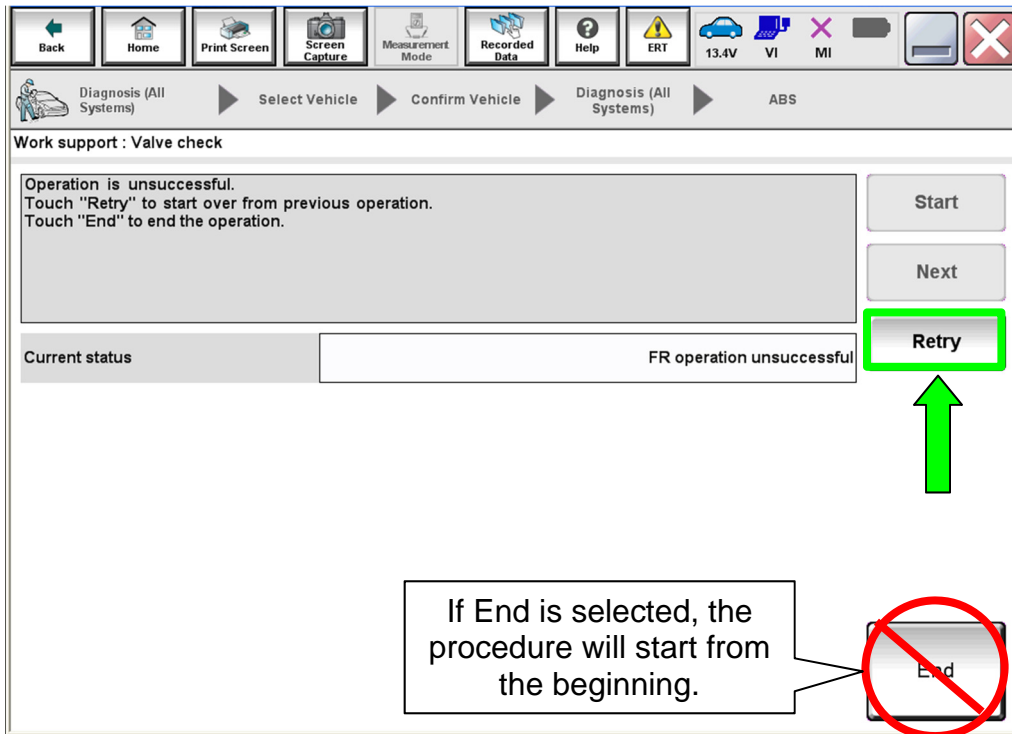 Back
Home
Print Screen
Screen
Capture
Measurement
Mode
Recorded
Data
Help
ERT
13.4V
VI
MI
Diagnosis (All
Systems)
Select Vehicle
Confirm Vehicle
Diagnosis (All
Systems)
ABS
Work support : Valve check
Operation is unsuccessful.
Touch "Retry" to start over from previous operation.
Touch "End" to end the operation.
Start
Next
Retry
Current status
FR operation unsuccessful
If End is selected, the
procedure will start from
the beginning.
End